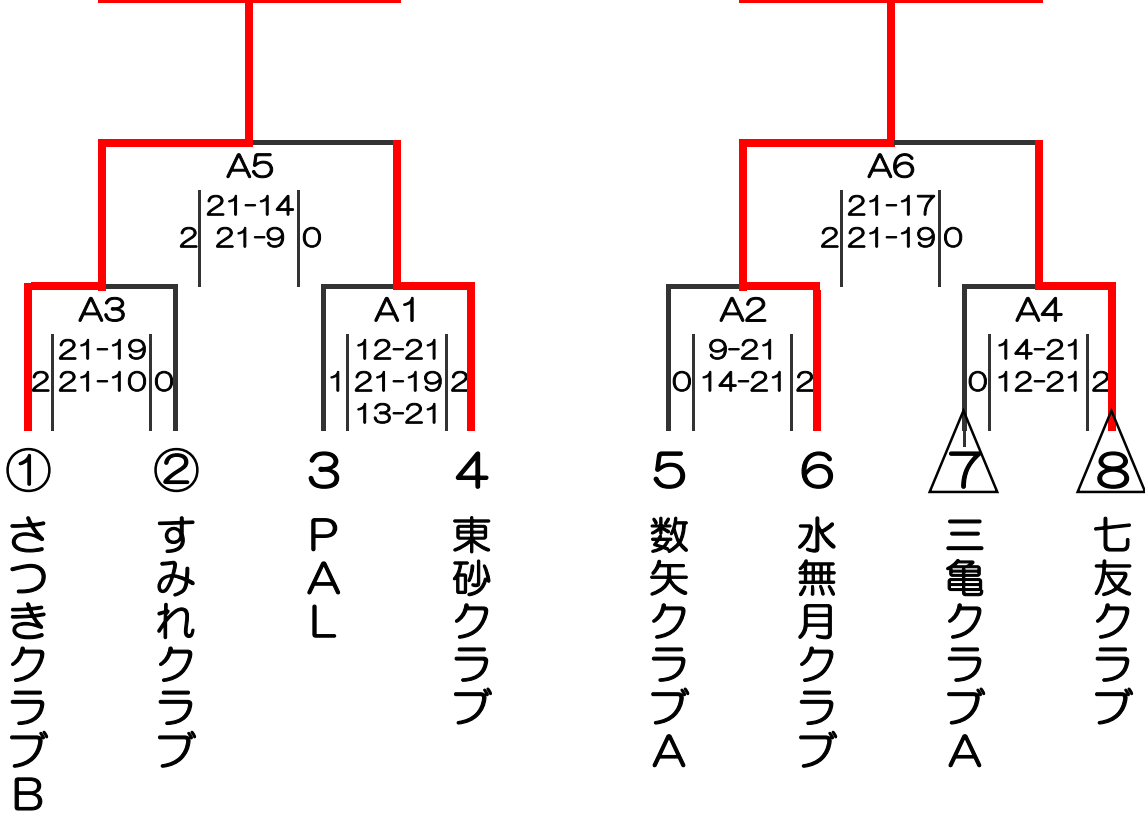 A5
21-14
2 21-9 0
A6
21-17
2 21-19 0
A3
21-19
2 21-10 0
A1
12-21
1 21-19 2
13-21
A2
9-21
0 14-21 2
A4
14-21
0 12-21 2
① さつきクラブB
② すみれクラブ
3 PAL
4 東砂クラブ
5 数矢クラブA
6 水無月クラブ
7 三亀クラブA
8 七友クラブ